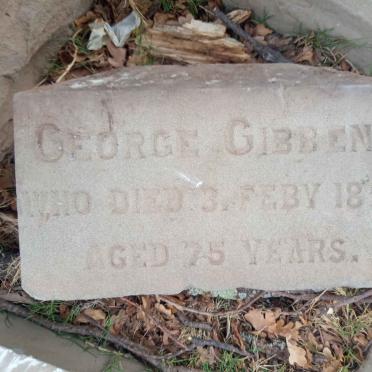 GEORGE GIBBEN
WHO DIED 3. FEBY 18
AGED 75 YEARS.